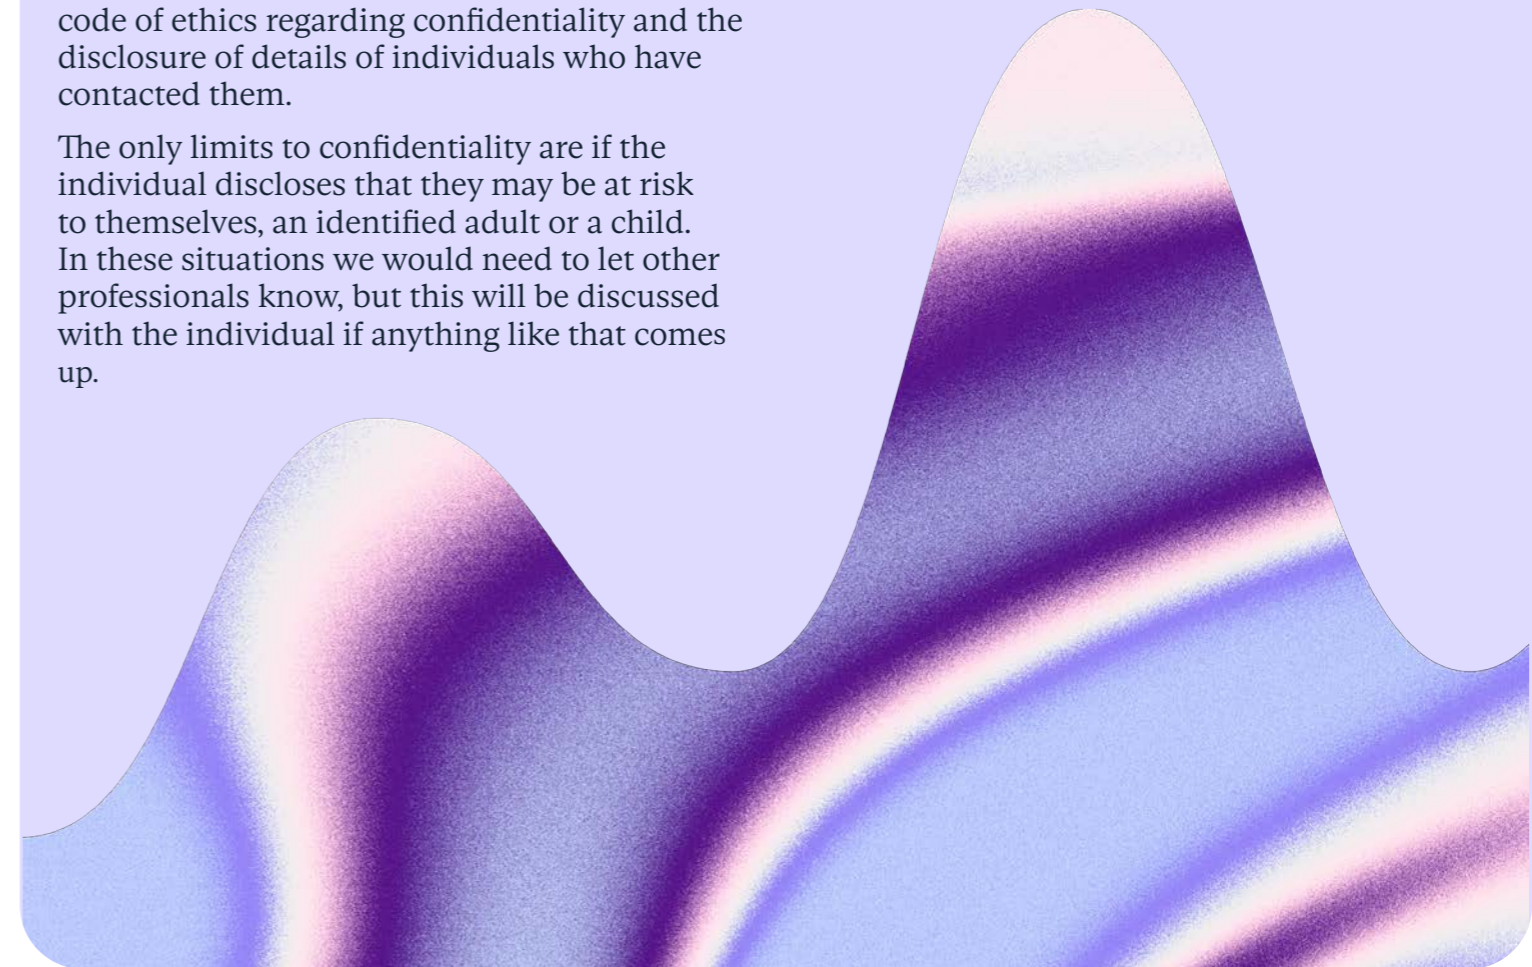 code of ethics regarding confidentiality and the
disclosure of details of individuals who have
contacted them.
The only limits to confidentiality are if the
individual discloses that they may be at risk
to themselves, an identified adult or a child.
In these situations we would need to let other
professionals know, but this will be discussed
with the individual if anything like that comes
up.